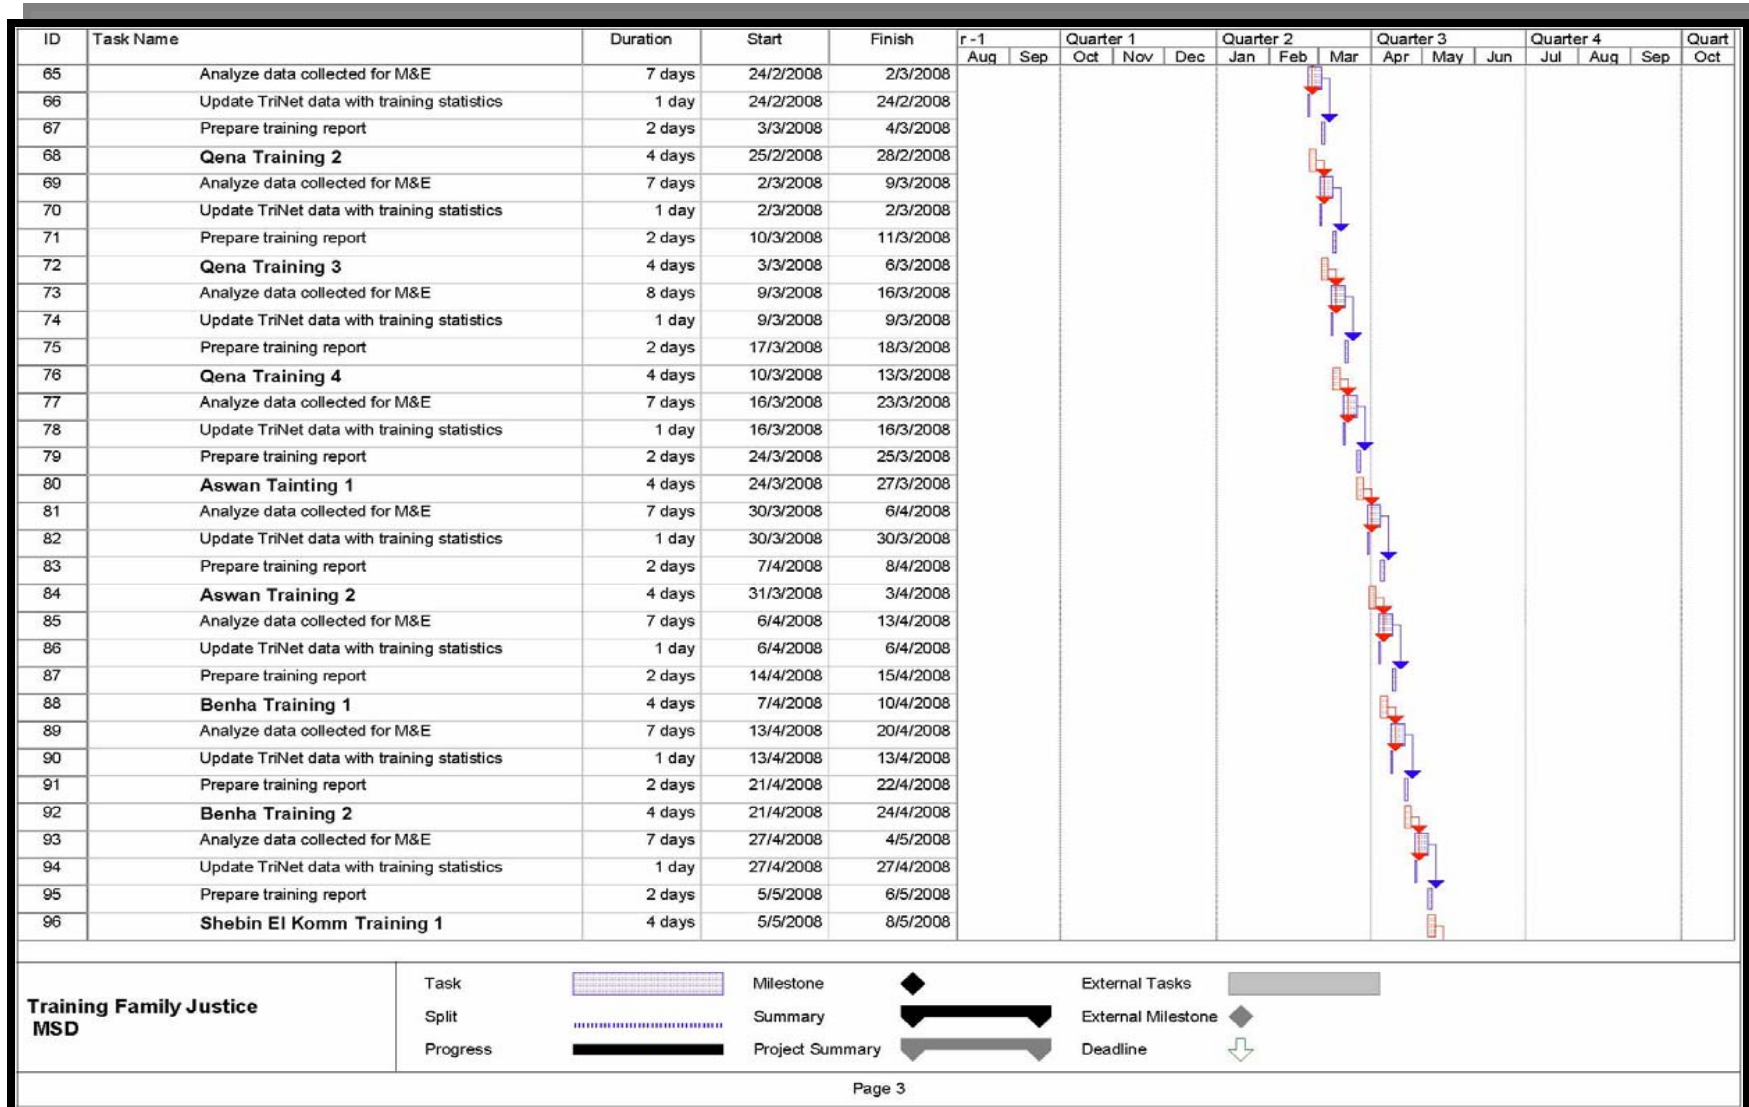 ID Task Name Duration Start Finish r -1 Quarter 1 Quarter 2 Quarter 3 Quarter 4 Quart
Aug Sep Oct Nov Dec Jan Feb Mar Apr May Jun Jul Aug Sep Oct
65 Analyze data collected for M&E 7 days 24/2/2008 2/3/2008
66 Update TriNet data with training statistics 1 day 24/2/2008 24/2/2008
67 Prepare training report 2 days 3/3/2008 4/3/2008
68 Qena Training 2 4 days 25/2/2008 28/2/2008
69 Analyze data collected for M&E 7 days 2/3/2008 9/3/2008
70 Update TriNet data with training statistics 1 day 2/3/2008 2/3/2008
71 Prepare training report 2 days 10/3/2008 11/3/2008
72 Qena Training 3 4 days 3/3/2008 6/3/2008
73 Analyze data collected for M&E 8 days 9/3/2008 16/3/2008
74 Update TriNet data with training statistics 1 day 9/3/2008 9/3/2008
75 Prepare training report 2 days 17/3/2008 18/3/2008
76 Qena Training 4 4 days 10/3/2008 13/3/2008
77 Analyze data collected for M&E 7 days 16/3/2008 23/3/2008
78 Update TriNet data with training statistics 1 day 16/3/2008 16/3/2008
79 Prepare training report 2 days 24/3/2008 25/3/2008
80 Aswan Tainting 1 4 days 24/3/2008 27/3/2008
81 Analyze data collected for M&E 7 days 30/3/2008 6/4/2008
82 Update TriNet data with training statistics 1 day 30/3/2008 30/3/2008
83 Prepare training report 2 days 7/4/2008 8/4/2008
84 Aswan Training 2 4 days 31/3/2008 3/4/2008
85 Analyze data collected for M&E 7 days 6/4/2008 13/4/2008
86 Update TriNet data with training statistics 1 day 6/4/2008 6/4/2008
87 Prepare training report 2 days 14/4/2008 15/4/2008
88 Benha Training 1 4 days 7/4/2008 10/4/2008
89 Analyze data collected for M&E 7 days 13/4/2008 20/4/2008
90 Update TriNet data with training statistics 1 day 13/4/2008 13/4/2008
91 Prepare training report 2 days 21/4/2008 22/4/2008
92 Benha Training 2 4 days 21/4/2008 24/4/2008
93 Analyze data collected for M&E 7 days 27/4/2008 4/5/2008
94 Update TriNet data with training statistics 1 day 27/4/2008 27/4/2008
95 Prepare training report 2 days 5/5/2008 6/5/2008
96 Shebin El Komm Training 1 4 days 5/5/2008 8/5/2008
Training Family Justice
MSD
Task Milestone External Tasks
Split Summary External Milestone
Progress Project Summary Deadline
Page 3